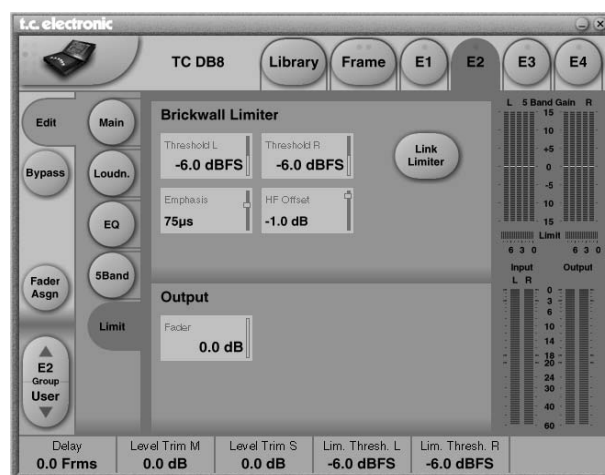 t.c. electronic
TC DB8
Library
Frame
E1
E2
E3
E4
Edit
Bypass
Fader
Asgn
E2
Group
User
Main
Loudn.
EQ
5Band
Limit
Brickwall Limiter
Threshold L
-6.0 dBFS
Threshold R
-6.0 dBFS
Link
Limiter
Emphasis
75µs
HF Offset
-1.0 dB
Output
Fader
0.0 dB
L 5 Band Gain R
15
10
+5
0
-5
10
15
Limit
6 3 0 6 3 0
Input Output
L R
0
3
6
10
14
18
20
24
30
40
60
Delay
0.0 Frms
Level Trim M
0.0 dB
Level Trim S
0.0 dB
Lim. Thresh. L
-6.0 dBFS
Lim. Thresh. R
-6.0 dBFS